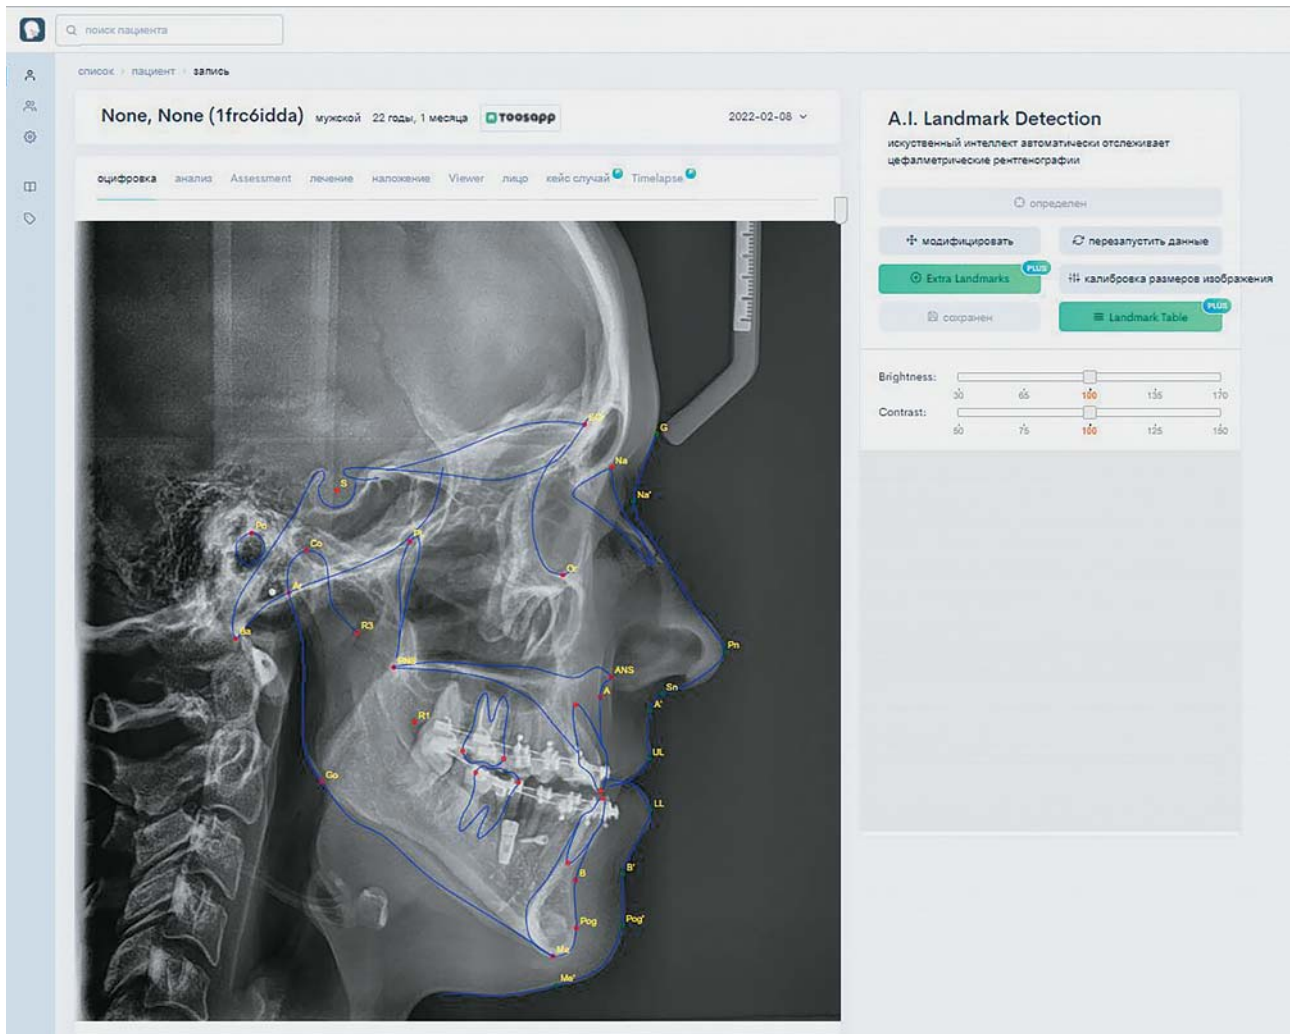 поиск пациента
список › пациент › запись
None, None (1frc6idda) мужской 22 годы, 1 месяца TOOSAPP 2022-02-08
оцифровка анализ Assessment лечение наложение Viewer лицо кейс случай Timelapse
A.I. Landmark Detection
искуственный интеллект автоматически отслеживает
цефалметрические рентгенографии
определен
модифицировать перезапустить данные
Extra Landmarks PLUS калибровка размеров изображения
сохранен Landmark Table PLUS
Brightness:
30 65 100 135 170
Contrast:
50 75 100 125 150
G
Na
S
Na'
Po
Co
Or
Ar
R3
Ba
Pn
PNS
ANS
Sn
A
A'
R1
UL
Go
LL
B'
B
Pog
Pog'
Me
Me'